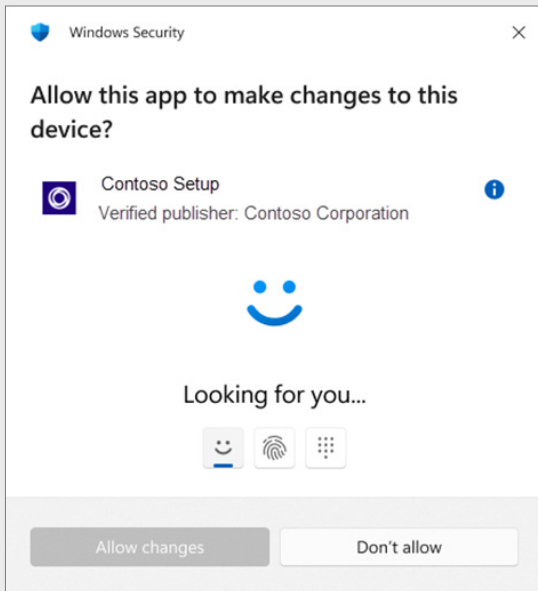 Windows Security
Allow this app to make changes to this
device?
Contoso Setup
Verified publisher: Contoso Corporation
Looking for you...
Allow changes
Don't allow